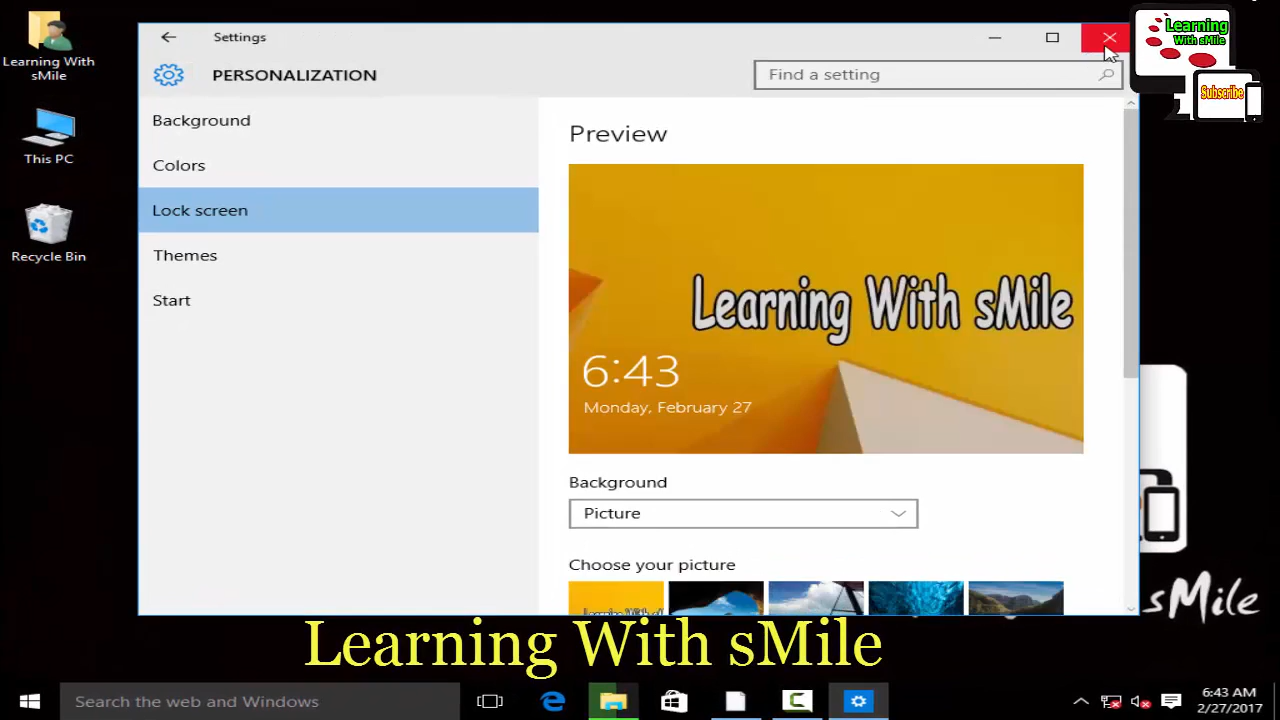 Learning With
sMile
This PC
Recycle Bin
Settings
PERSONALIZATION
Find a setting
Background
Colors
Lock screen
Themes
Start
Preview
Learning With sMile
6:43
Monday, February 27
Background
Picture
Choose your picture
Learning
With sMile
Subscribe
sMile
Learning With sMile
Search the web and Windows
6:43 AM
2/27/2017